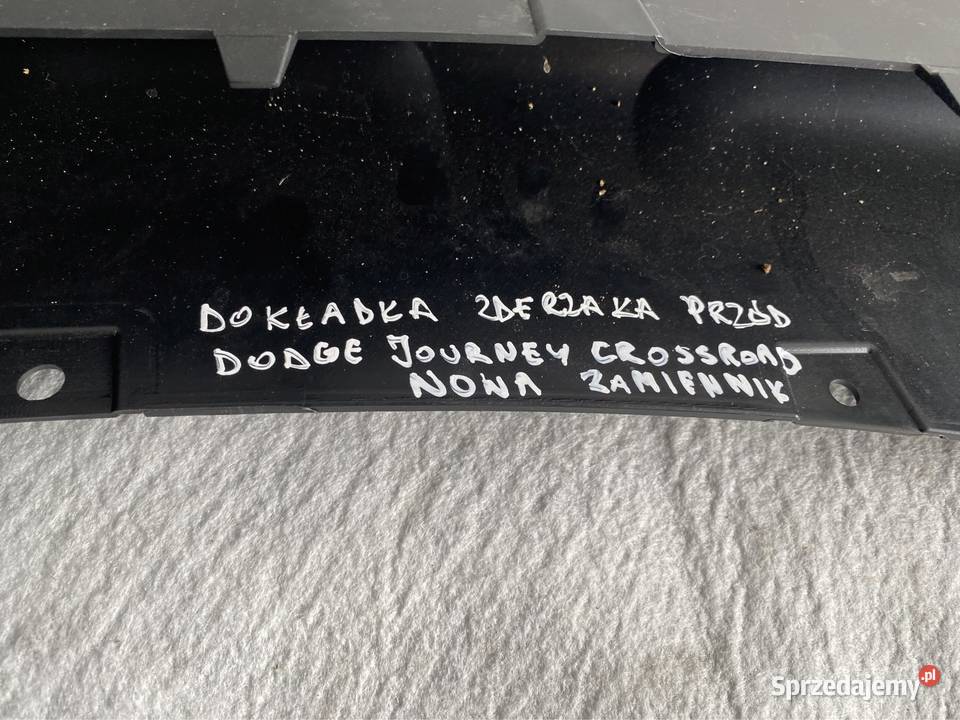 DOKŁADKA ZDERZAKA PRZÓD
DODGE JOURNEY CROSSROAD
NOWA ZAMIENNIK
Sprzedajemy.pl